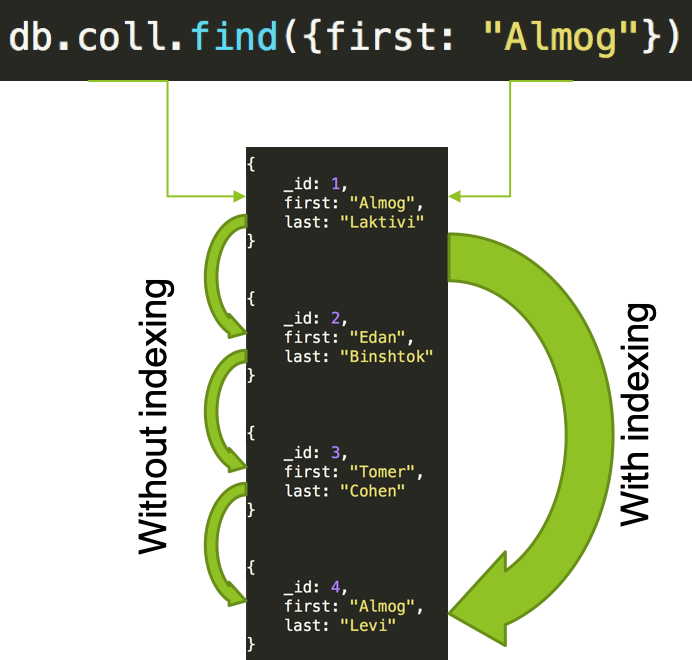 db.coll.find({first: "Almog"})
{
_id: 1,
first: "Almog",
last: "Laktivi"
}
{
_id: 2,
first: "Edan",
last: "Binshtok"
}
{
_id: 3,
first: "Tomer",
last: "Cohen"
}
{
_id: 4,
first: "Almog",
last: "Levi"
}
Without indexing
With indexing